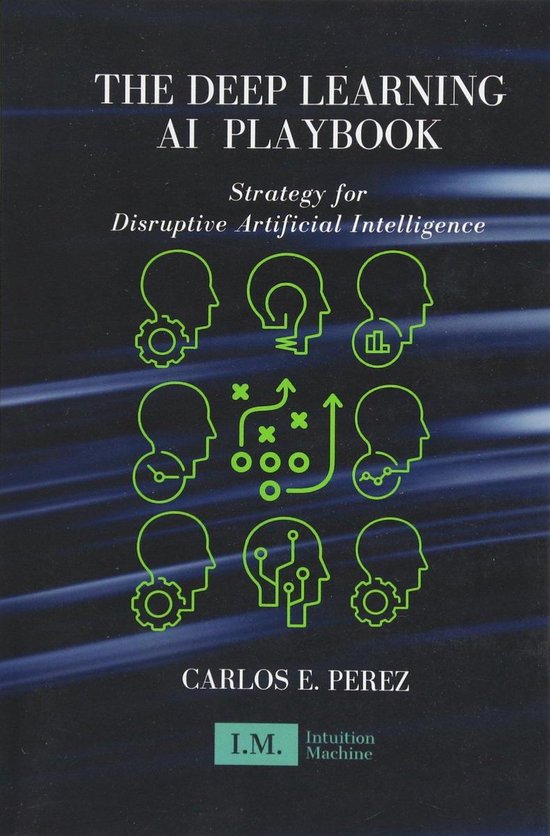 THE DEEP LEARNING
AI PLAYBOOK
Strategy for
Disruptive Artificial Intelligence
CARLOS E. PEREZ
I.M.
Intuition
Machine